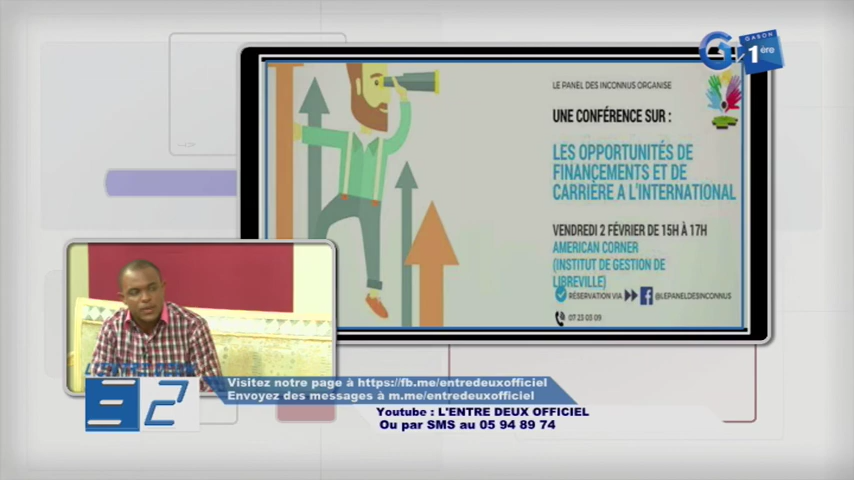 GABON
1ère
LE PANEL DES INCONNUS ORGANISE
UNE CONFÉRENCE SUR :
LES OPPORTUNITÉS DE
FINANCEMENTS ET DE
CARRIÈRE A L'INTERNATIONAL
VENDREDI 2 FÉVRIER DE 15H À 17H
AMERICAN CORNER
(INSTITUT DE GESTION DE
LIBREVILLE)
RÉSERVATION VIA @LEPANELDESINCONNUS
07 23 03 09
L'ENTRE DEUX
Visitez notre page à https://fb.me/entredeuxofficiel
Envoyez des messages à m.me/entredeuxofficiel
Youtube : L'ENTRE DEUX OFFICIEL
Ou par SMS au 05 94 89 74